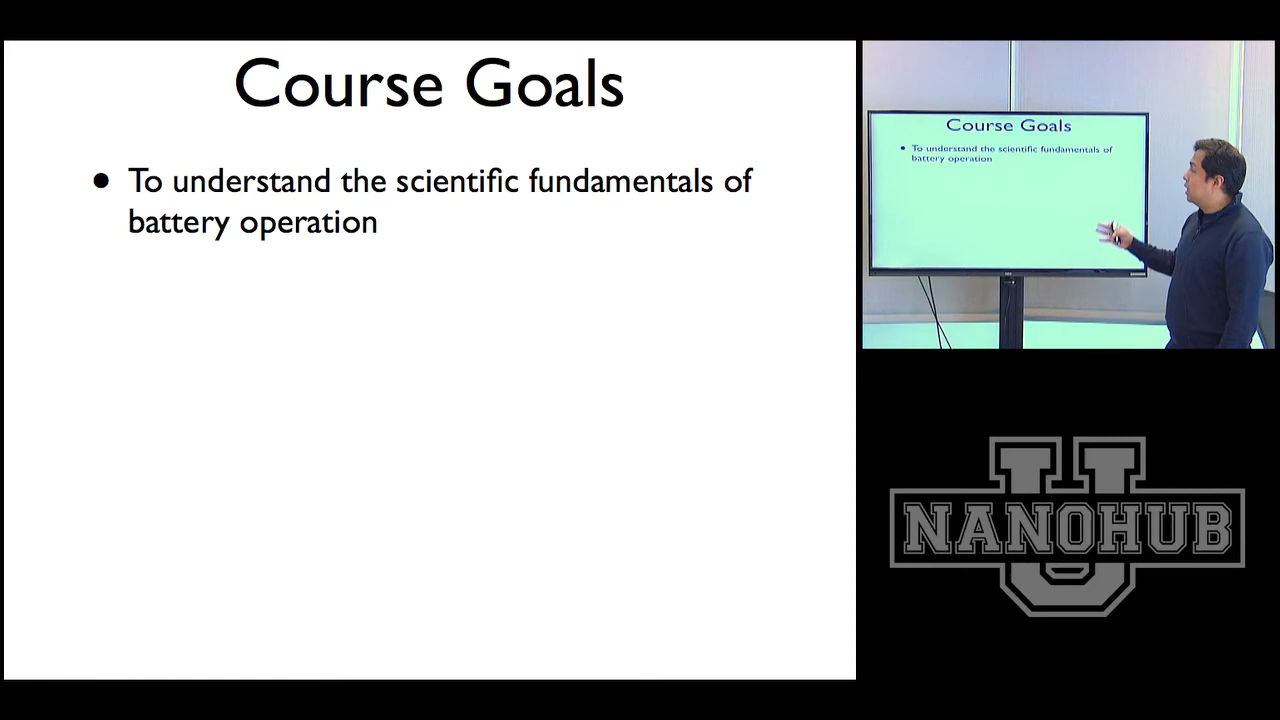 Course Goals
• To understand the scientific fundamentals of
battery operation
Course Goals
• To understand the scientific fundamentals of
battery operation
NANOHUB
U